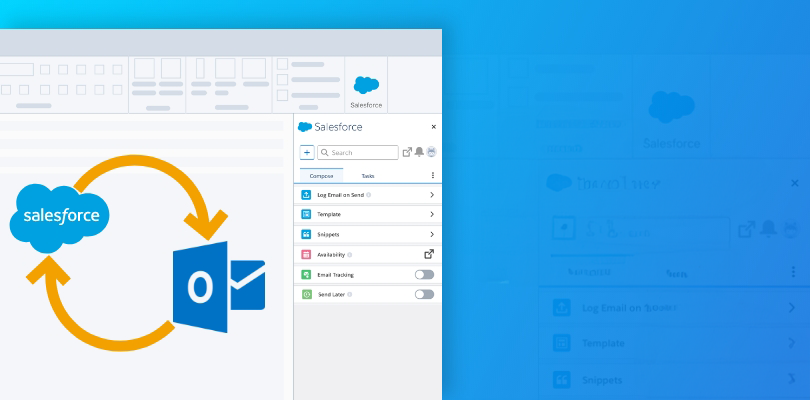 Salesforce
Salesforce
Search
Compose Tasks
Log Email on Send
Template
Snippets
Availability
Email Tracking
Send Later
salesforce
O
Salesforce
Log Email on
Template
Snippets